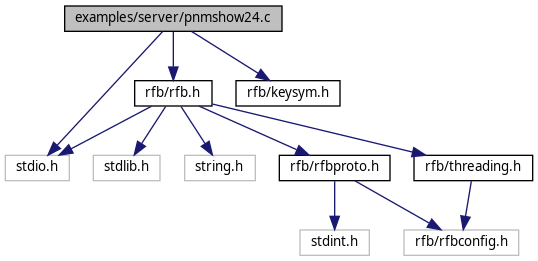 examples/server/pnmshow24.c
rfb/rfb.h
rfb/keysym.h
stdio.h
stdlib.h
string.h
rfb/rfbproto.h
rfb/threading.h
stdint.h
rfb/rfbconfig.h